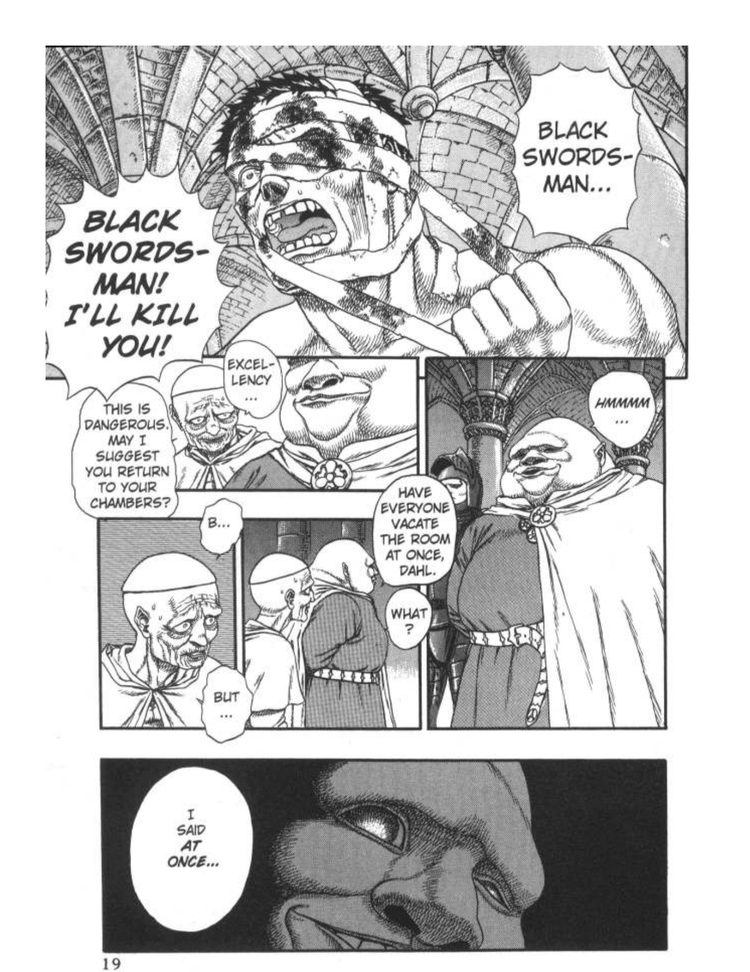 BLACK
SWORDS-
MAN...
BLACK
SWORDS-
MAN!
I'LL KILL
YOU!
HMMMM
...
EXCEL-
LENCY
...
THIS IS
DANGEROUS.
MAY I
SUGGEST
YOU RETURN
TO YOUR
CHAMBERS?
HAVE
EVERYONE
VACATE
THE ROOM
AT ONCE,
DAHL.
WHAT
?
B...
BUT
...
I
SAID
AT
ONCE...
19